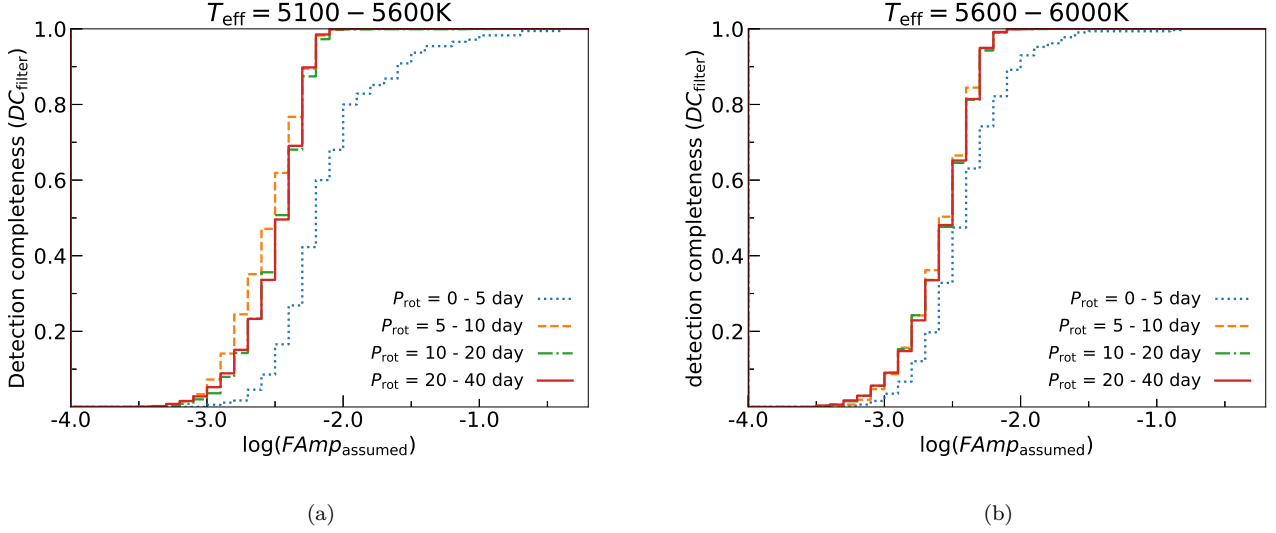 T_eff = 5100 − 5600K
Detection completeness (DC_filter)
1.0
0.8
0.6
0.4
0.2
P_rot = 0 - 5 day
P_rot = 5 - 10 day
P_rot = 10 - 20 day
P_rot = 20 - 40 day
-4.0 -3.0 -2.0 -1.0
log(FAmp_assumed)
(a)
T_eff = 5600 − 6000K
detection completeness (DC_filter)
1.0
0.8
0.6
0.4
0.2
P_rot = 0 - 5 day
P_rot = 5 - 10 day
P_rot = 10 - 20 day
P_rot = 20 - 40 day
-4.0 -3.0 -2.0 -1.0
log(FAmp_assumed)
(b)